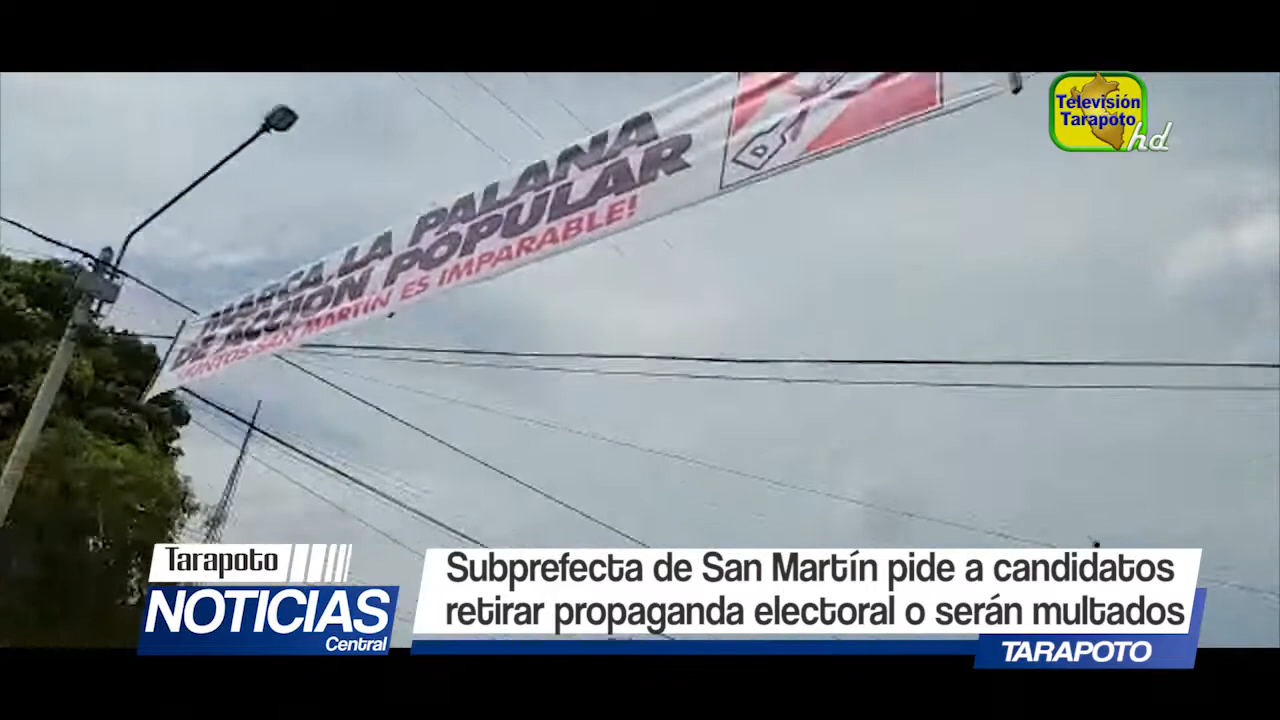 Televisión
Tarapoto
hd
MARCA LA PALANA
DE ACCIÓN POPULAR
¡JUNTOS SAN MARTÍN ES IMPARABLE!
Tarapoto
NOTICIAS
Central
Subprefecta de San Martín pide a candidatos
retirar propaganda electoral o serán multados
TARAPOTO